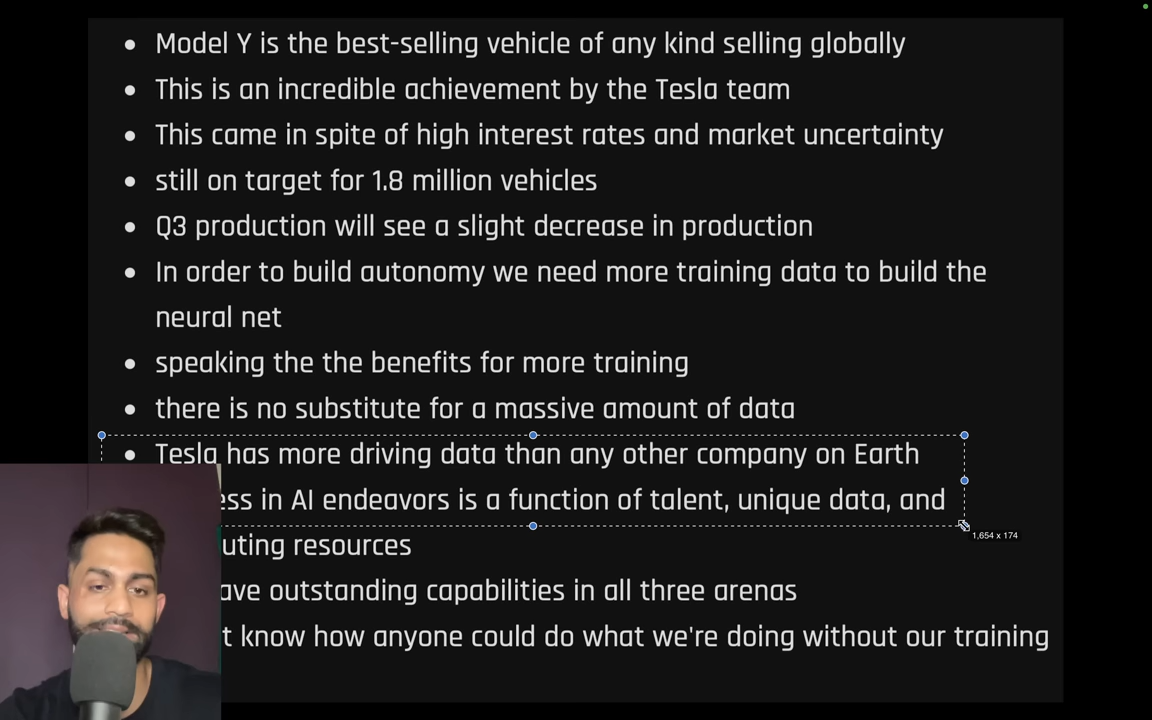 Model Y is the best-selling vehicle of any kind selling globally
This is an incredible achievement by the Tesla team
This came in spite of high interest rates and market uncertainty
still on target for 1.8 million vehicles
Q3 production will see a slight decrease in production
In order to build autonomy we need more training data to build the
neural net
speaking the the benefits for more training
there is no substitute for a massive amount of data
Tesla has more driving data than any other company on Earth
in AI endeavors is a function of talent, unique data, and
resources
outstanding capabilities in all three arenas
know how anyone could do what we're doing without our training
1,654 x 174